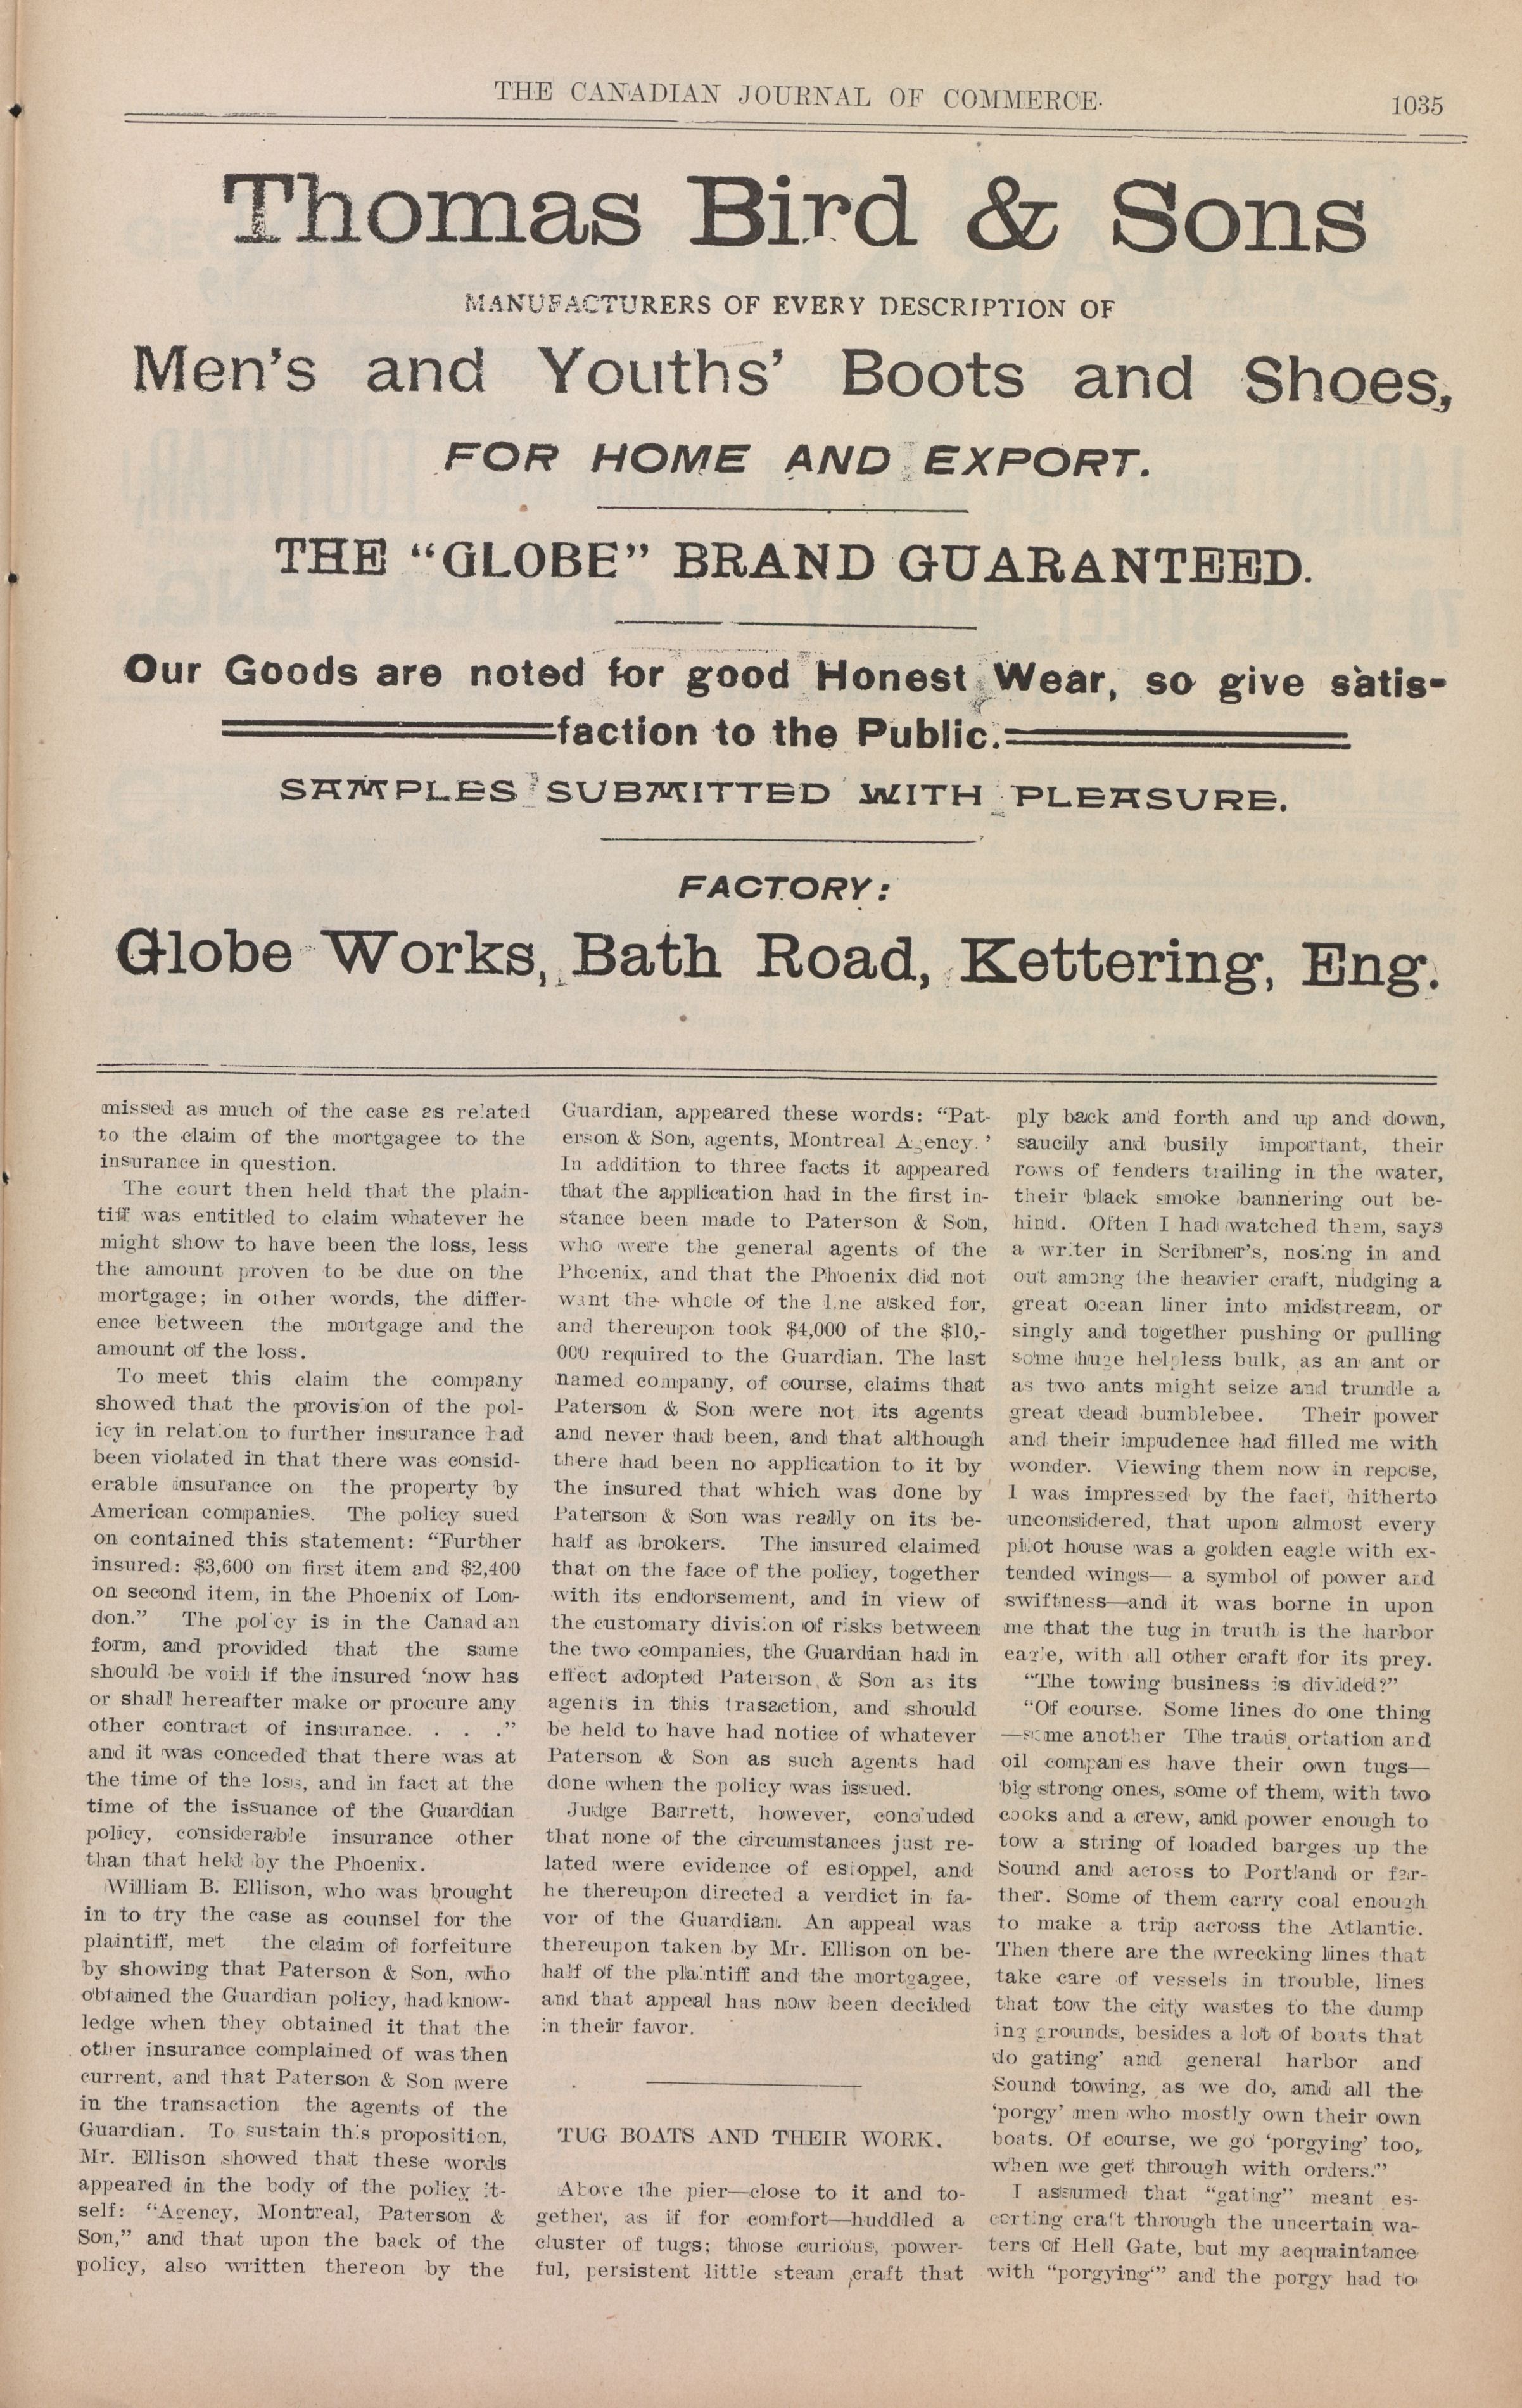 THE CANADIAN JOURNAL OF COMMERCE.
1035
Thomas Bird & Sons
MANUFACTURERS OF EVERY DESCRIPTION OF
Men's and Youths' Boots and Shoes,
FOR HOME AND EXPORT.
THE "GLOBE" BRAND GUARANTEED.
Our Goods are noted for good Honest Wear, so give satis-
faction to the Public.
SAMPLES SUBMITTED WITH PLEASURE.
FACTORY:
Globe Works, Bath Road, Kettering, Eng.
missed as much of the case as related
to the claim of the mortgagee to the
insurance in question.
The court then held that the plain-
tiff was entitled to claim whatever he
might show to have been the loss, less
the amount proven to be due on the
mortgage; in other words, the differ-
ence between the mortgage and the
amount of the loss.
To meet this claim the company
showed that the provision of the pol-
icy in relation to further insurance had
been violated in that there was consid-
erable insurance on the property by
American companies. The policy sued
on contained this statement: "Further
insured: $3,600 on first item and $2,400
on second item, in the Phoenix of Lon-
don." The policy is in the Canadian
form, and provided that the same
should be void if the insured 'now has
or shall hereafter make or procure any
other contract of insurance. . . ."
and it was conceded that there was at
the time of the loss, and in fact at the
time of the issuance of the Guardian
policy, considerable insurance other
than that held by the Phoenix.
William B. Ellison, who was brought
in to try the case as counsel for the
plaintiff, met the claim of forfeiture
by showing that Paterson & Son, who
obtained the Guardian policy, had know-
ledge when they obtained it that the
other insurance complained of was then
current, and that Paterson & Son were
in the transaction the agents of the
Guardian. To sustain this proposition,
Mr. Ellison showed that these words
appeared in the body of the policy it-
self: "Agency, Montreal, Paterson &
Son," and that upon the back of the
policy, also written thereon by the
Guardian, appeared these words: "Pat-
erson & Son, agents, Montreal Agency.'
In addition to three facts it appeared
that the application had in the first in-
stance been made to Paterson & Son,
who were the general agents of the
Phoenix, and that the Phoenix did not
want the whole of the line asked for,
and thereupon took $4,000 of the $10,-
000 required to the Guardian. The last
named company, of course, claims that
Paterson & Son were not its agents
and never had been, and that although
there had been no application to it by
the insured that which was done by
Paterson & Son was really on its be-
half as brokers. The insured claimed
that on the face of the policy, together
with its endorsement, and in view of
the customary division of risks between
the two companies, the Guardian had in
effect adopted Paterson, & Son as its
agents in this trasaction, and should
be held to have had notice of whatever
Paterson & Son as such agents had
done when the policy was issued.
Judge Barrett, however, concluded
that none of the circumstances just re-
lated were evidence of estoppel, and
he thereupon directed a verdict in fa-
vor of the Guardian. An appeal was
thereupon taken by Mr. Ellison on be-
half of the plaintiff and the mortgagee,
and that appeal has now been decided
in their favor.
TUG BOATS AND THEIR WORK.
Above the pier—close to it and to-
gether, as if for comfort—huddled a
cluster of tugs; those curious, power-
ful, persistent little steam craft that
ply back and forth and up and down,
saucily and busily important, their
rows of fenders trailing in the water,
their black smoke bannering out be-
hind. Often I had watched them, says
a writer in Scribner's, nosing in and
out among the heavier craft, nudging a
great ocean liner into midstream, or
singly and together pushing or pulling
some huge helpless bulk, as an ant or
as two ants might seize and trundle a
great dead bumblebee. Their power
and their impudence had filled me with
wonder. Viewing them now in repose,
I was impressed by the fact, hitherto
unconsidered, that upon almost every
pilot house was a golden eagle with ex-
tended wings— a symbol of power and
swiftness—and it was borne in upon
me that the tug in truth is the harbor
eagle, with all other craft for its prey.
"The towing business is divided?"
"Of course. Some lines do one thing
—some another The transportation and
oil companies have their own tugs—
big strong ones, some of them, with two
cooks and a crew, and power enough to
tow a string of loaded barges up the
Sound and across to Portland or far-
ther. Some of them carry coal enough
to make a trip across the Atlantic.
Then there are the wrecking lines that
take care of vessels in trouble, lines
that tow the city wastes to the dump
ing grounds, besides a lot of boats that
do gating' and general harbor and
Sound towing, as we do, and all the
'porgy' men who mostly own their own
boats. Of course, we go 'porgying' too,
when we get through with orders."
I assumed that "gating" meant es-
corting craft through the uncertain wa-
ters of Hell Gate, but my acquaintance
with "porgying'" and the porgy had to